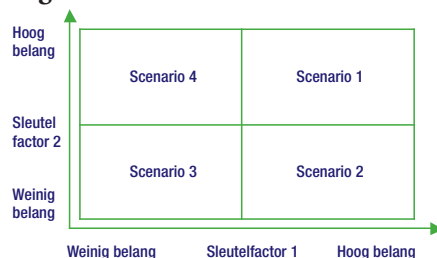 Hoog
belang
Scenario 4
Scenario 1
Sleutel
factor 2
Scenario 3
Scenario 2
Weinig
belang
Weinig belang
Sleutelfactor 1
Hoog belang